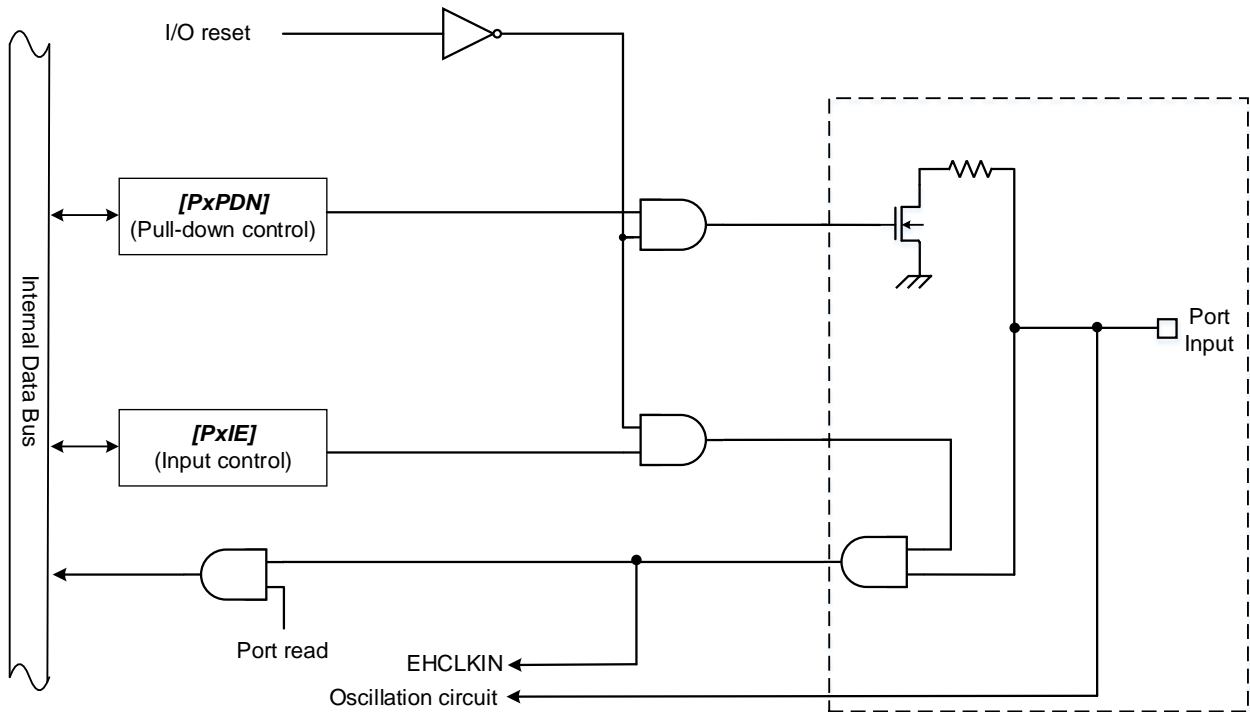 I/O reset
[PxPDN]
(Pull-down control)
Internal Data Bus
Port
Input
[PxIE]
(Input control)
Port read
EHCLKIN
Oscillation circuit